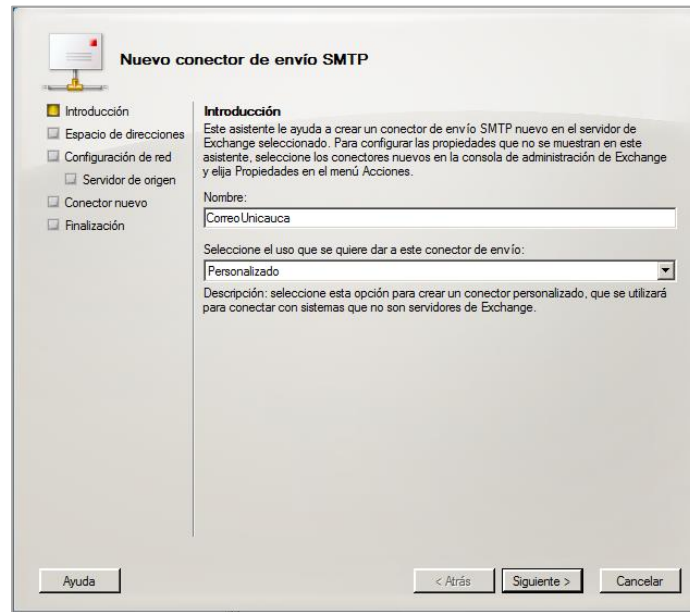 Nuevo conector de envío SMTP
Introducción
Espacio de direcciones
Configuración de red
Servidor de origen
Conector nuevo
Finalización
Introducción
Este asistente le ayuda a crear un conector de envío SMTP nuevo en el servidor de
Exchange seleccionado. Para configurar las propiedades que no se muestran en este
asistente, seleccione los conectores nuevos en la consola de administración de Exchange
y elija Propiedades en el menú Acciones.
Nombre:
CorreoUnicauca
Seleccione el uso que se quiere dar a este conector de envío:
Personalizado
Descripción: seleccione esta opción para crear un conector personalizado, que se utilizará
para conectar con sistemas que no son servidores de Exchange.
Ayuda
< Atrás
Siguiente >
Cancelar